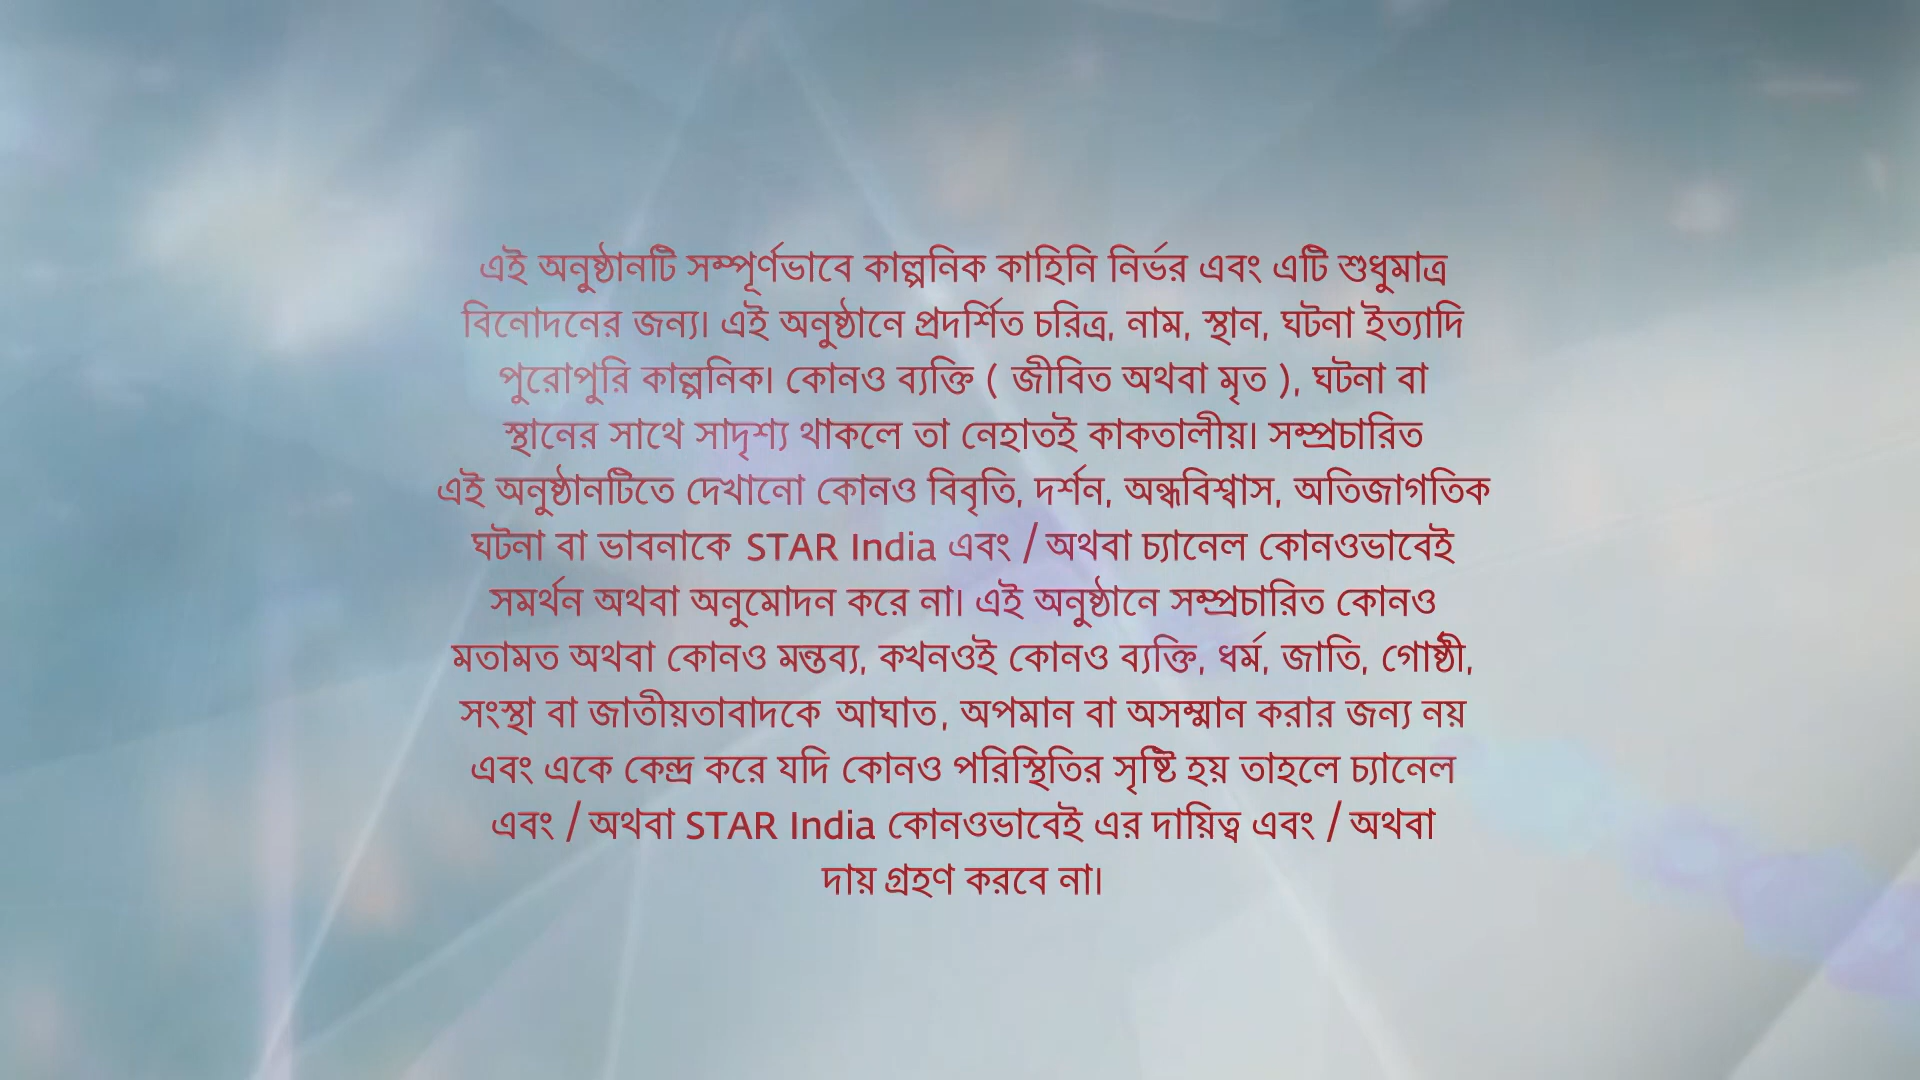 এই অনুষ্ঠানটি সম্পূর্ণভাবে কাল্পনিক কাহিনি নির্ভর এবং এটি শুধুমাত্র
বিনোদনের জন্য। এই অনুষ্ঠানে প্রদর্শিত চরিত্র, নাম, স্থান, ঘটনা ইত্যাদি
পুরোপুরি কাল্পনিক। কোনও ব্যক্তি ( জীবিত অথবা মৃত ), ঘটনা বা
স্থানের সাথে সাদৃশ্য থাকলে তা নেহাতই কাকতালীয়। সম্প্রচারিত
এই অনুষ্ঠানটিতে দেখানো কোনও বিবৃতি, দর্শন, অন্ধবিশ্বাস, অতিজাগতিক
ঘটনা বা ভাবনাকে STAR India এবং / অথবা চ্যানেল কোনওভাবেই
সমর্থন অথবা অনুমোদন করে না। এই অনুষ্ঠানে সম্প্রচারিত কোনও
মতামত অথবা কোনও মন্তব্য, কখনওই কোনও ব্যক্তি, ধর্ম, জাতি, গোষ্ঠী,
সংস্থা বা জাতীয়তাবাদকে আঘাত, অপমান বা অসম্মান করার জন্য নয়
এবং একে কেন্দ্র করে যদি কোনও পরিস্থিতির সৃষ্টি হয় তাহলে চ্যানেল
এবং / অথবা STAR India কোনওভাবেই এর দায়িত্ব এবং / অথবা
দায় গ্রহণ করবে না।